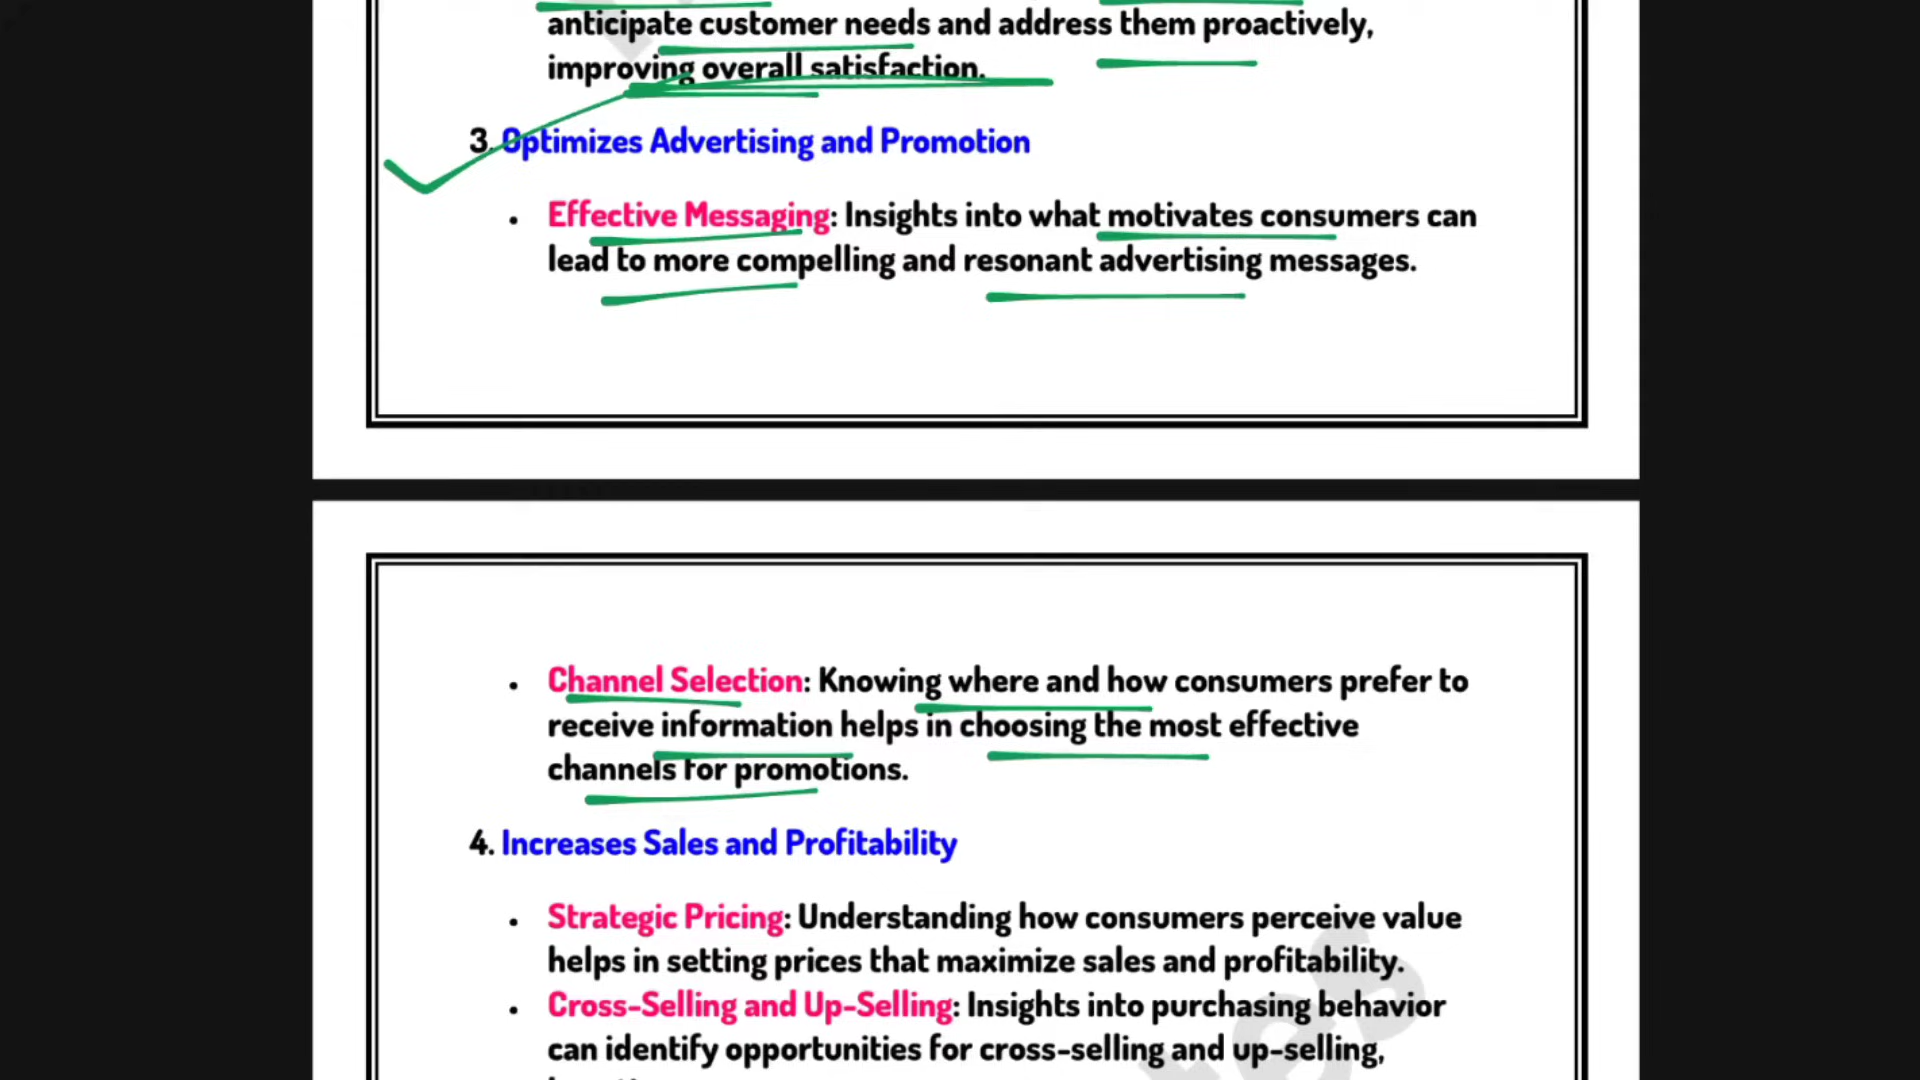 anticipate customer needs and address them proactively,
improving overall satisfaction.
3. Optimizes Advertising and Promotion
• Effective Messaging: Insights into what motivates consumers can
lead to more compelling and resonant advertising messages.
• Channel Selection: Knowing where and how consumers prefer to
receive information helps in choosing the most effective
channels for promotions.
4. Increases Sales and Profitability
• Strategic Pricing: Understanding how consumers perceive value
helps in setting prices that maximize sales and profitability.
• Cross-Selling and Up-Selling: Insights into purchasing behavior
can identify opportunities for cross-selling and up-selling,